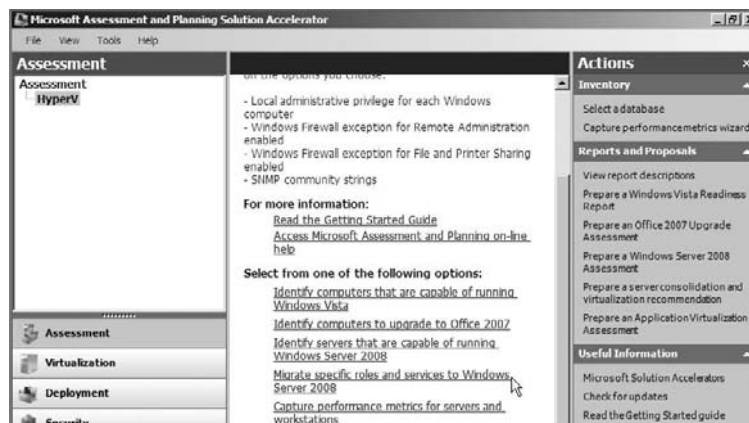 Microsoft Assessment and Planning Solution Accelerator
File View Tools Help
Assessment
Assessment
HyperV
Assessment
Virtualization
Deployment
Security
on the options you choose:
- Local administrative privilege for each Windows
computer
- Windows Firewall exception for Remote Administration
enabled
- Windows Firewall exception for File and Printer Sharing
enabled
- SNMP community strings
For more information:
Read the Getting Started Guide
Access Microsoft Assessment and Planning on-line
help
Select from one of the following options:
Identify computers that are capable of running
Windows Vista
Identify computers to upgrade to Office 2007
Identify servers that are capable of running
Windows Server 2008
Migrate specific roles and services to Windows
Server 2008
Capture performance metrics for servers and
workstations
Actions
Inventory
Select a database
Capture performance metrics wizard
Reports and Proposals
View report descriptions
Prepare a Windows Vista Readiness
Report
Prepare an Office 2007 Upgrade
Assessment
Prepare a Windows Server 2008
Assessment
Prepare a server consolidation and
virtualization recommendation
Prepare an Application Virtualization
Assessment
Useful Information
Microsoft Solution Accelerators
Check for updates
Read the Getting Started guide